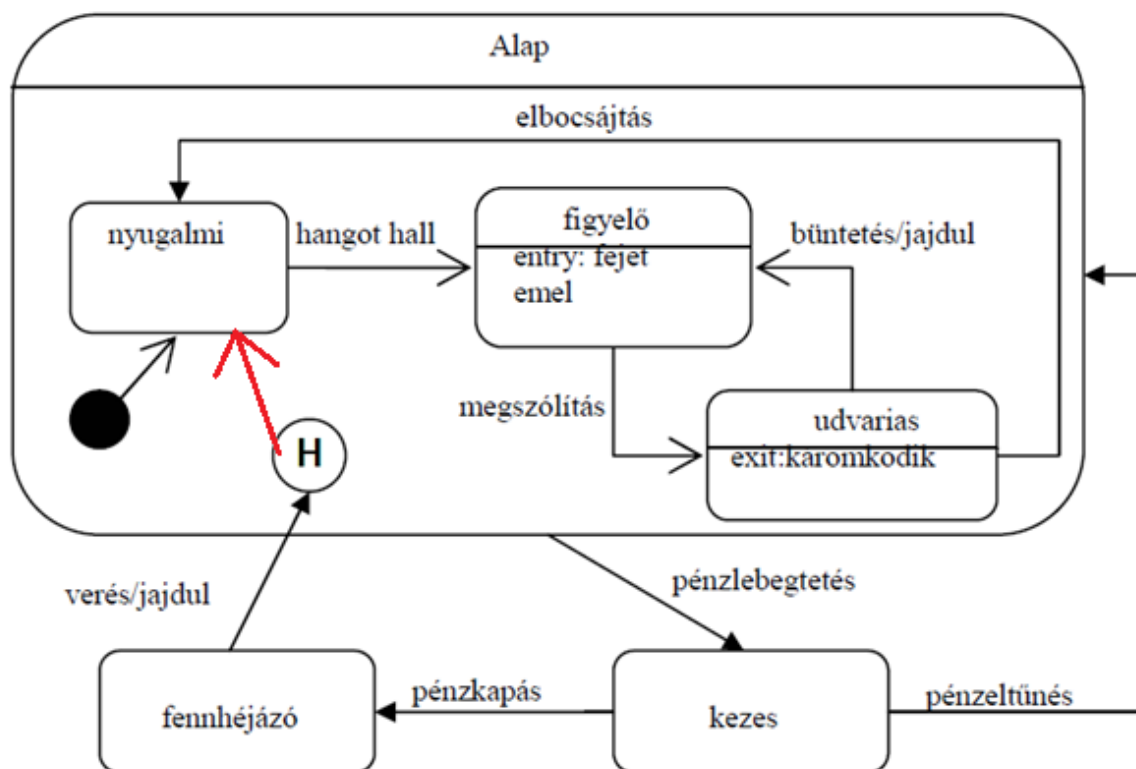 Alap
elbocsájtás
nyugalmi
hangot hall
figyelő
entry: fejet
emel
büntetés/jajdul
megszólítás
udvarias
exit:karomkodik
H
verés/jajdul
pénzlebegtetés
fennhéjázó
pénzkapás
kezes
pénzeltűnés